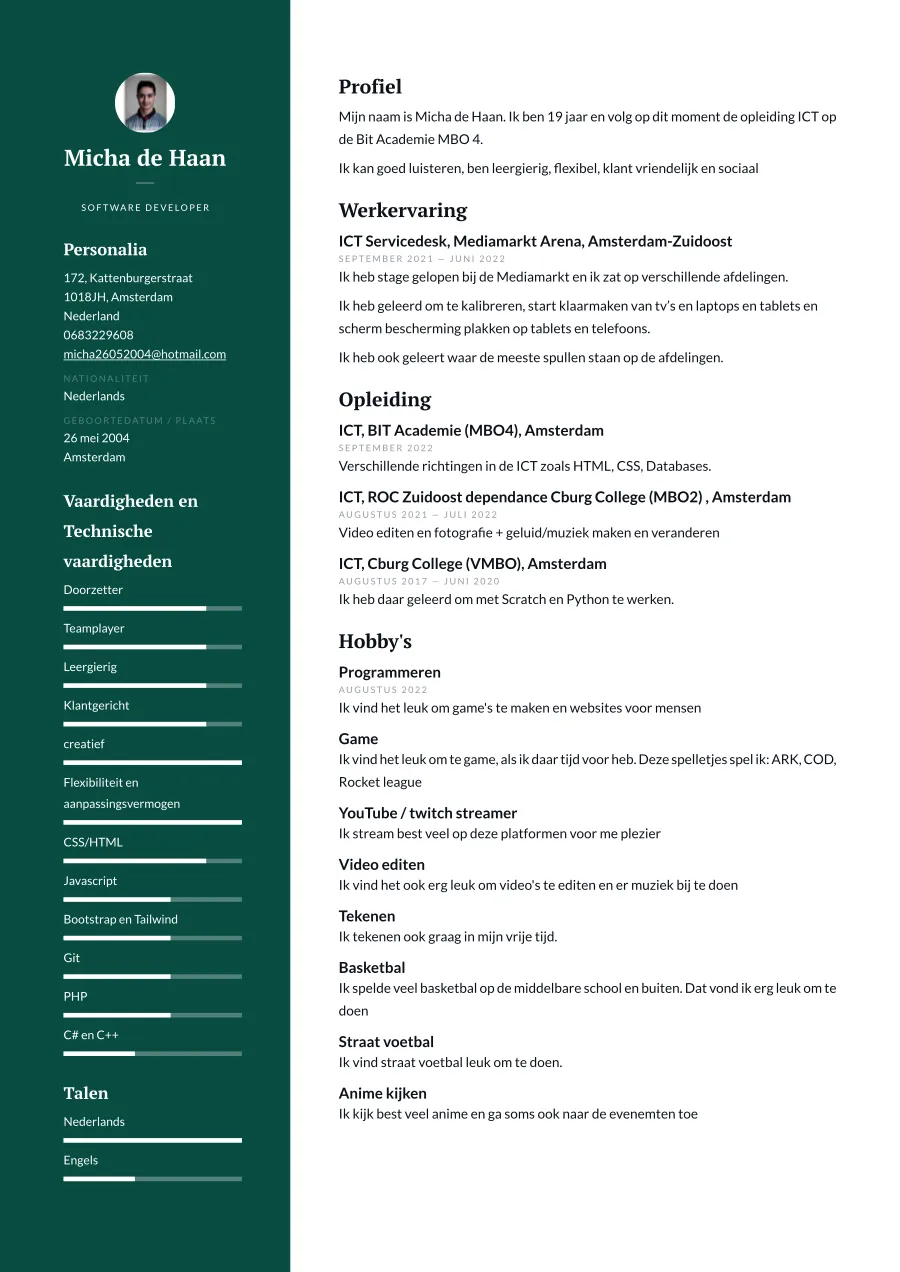 Micha de Haan
SOFTWARE DEVELOPER
Personalia
172, Kattenburgerstraat
1018JH, Amsterdam
Nederland
0683229608
micha26052004@hotmail.com
NATIONALITEIT
Nederlands
GEBOORTEDATUM / PLAATS
26 mei 2004
Amsterdam
Vaardigheden en
Technische
vaardigheden
Doorzetter
Teamplayer
Leergierig
Klantgericht
creatief
Flexibiliteit en
aanpassingsvermogen
CSS/HTML
Javascript
Bootstrap en Tailwind
Git
PHP
C# en C++
Talen
Nederlands
Engels
Profiel
Mijn naam is Micha de Haan. Ik ben 19 jaar en volg op dit moment de opleiding ICT op
de Bit Academie MBO 4.
Ik kan goed luisteren, ben leergierig, flexibel, klant vriendelijk en sociaal
Werkervaring
ICT Servicedesk, Mediamarkt Arena, Amsterdam-Zuidoost
SEPTEMBER 2021 — JUNI 2022
Ik heb stage gelopen bij de Mediamarkt en ik zat op verschillende afdelingen.
Ik heb geleerd om te kalibreren, start klaarmaken van tv’s en laptops en tablets en
scherm bescherming plakken op tablets en telefoons.
Ik heb ook geleert waar de meeste spullen staan op de afdelingen.
Opleiding
ICT, BIT Academie (MBO4), Amsterdam
SEPTEMBER 2022
Verschillende richtingen in de ICT zoals HTML, CSS, Databases.
ICT, ROC Zuidoost dependance Cburg College (MBO2) , Amsterdam
AUGUSTUS 2021 — JULI 2022
Video editen en fotografie + geluid/muziek maken en veranderen
ICT, Cburg College (VMBO), Amsterdam
AUGUSTUS 2017 — JUNI 2020
Ik heb daar geleerd om met Scratch en Python te werken.
Hobby's
Programmeren
AUGUSTUS 2022
Ik vind het leuk om game's te maken en websites voor mensen
Game
Ik vind het leuk om te game, als ik daar tijd voor heb. Deze spelletjes spel ik: ARK, COD,
Rocket league
YouTube / twitch streamer
Ik stream best veel op deze platformen voor me plezier
Video editen
Ik vind het ook erg leuk om video's te editen en er muziek bij te doen
Tekenen
Ik tekenen ook graag in mijn vrije tijd.
Basketbal
Ik spelde veel basketbal op de middelbare school en buiten. Dat vond ik erg leuk om te
doen
Straat voetbal
Ik vind straat voetbal leuk om te doen.
Anime kijken
Ik kijk best veel anime en ga soms ook naar de evenemten toe